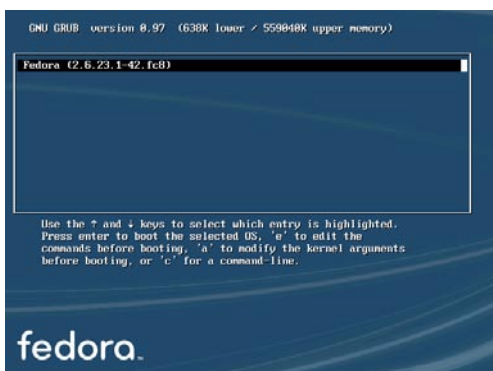 GNU GRUB  version 0.97  (638K lower / 559040K upper memory)
Fedora (2.6.23.1-42.fc8)
Use the ↑ and ↓ keys to select which entry is highlighted.
Press enter to boot the selected OS, 'e' to edit the
commands before booting, 'a' to modify the kernel arguments
before booting, or 'c' for a command-line.
fedora